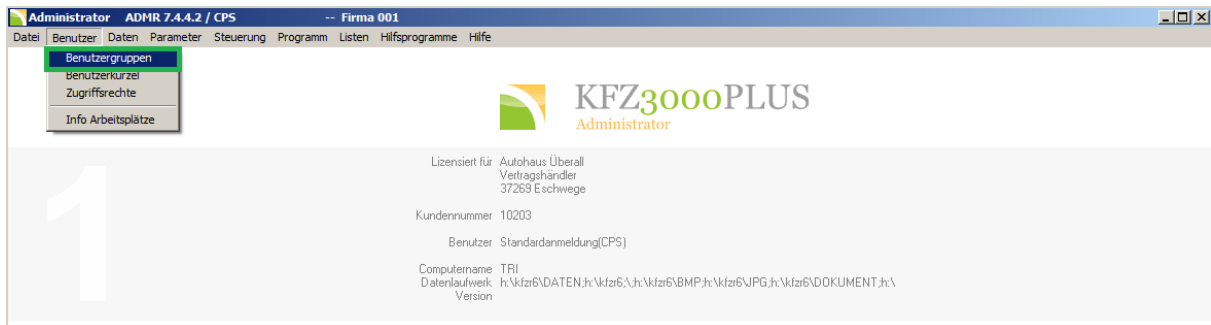 Administrator ADMR 7.4.4.2 / CPS -- Firma 001
Datei Benutzer Daten Parameter Steuerung Programm Listen Hilfsprogramme Hilfe
Benutzergruppen
Benutzerkürzel
Zugriffsrechte
Info Arbeitsplätze
KFZ3000PLUS
Administrator
1
Lizensiert für Autohaus Überall
Vertragshändler
37269 Eschwege
Kundennummer 10203
Benutzer Standardanmeldung(CPS)
Computername TRI
Datenlaufwerk h:\kfzr6\DATEN;h:\kfzr6;\;h:\kfzr6\BMP;h:\kfzr6\JPG;h:\kfzr6\DOKUMENT;h:\
Version